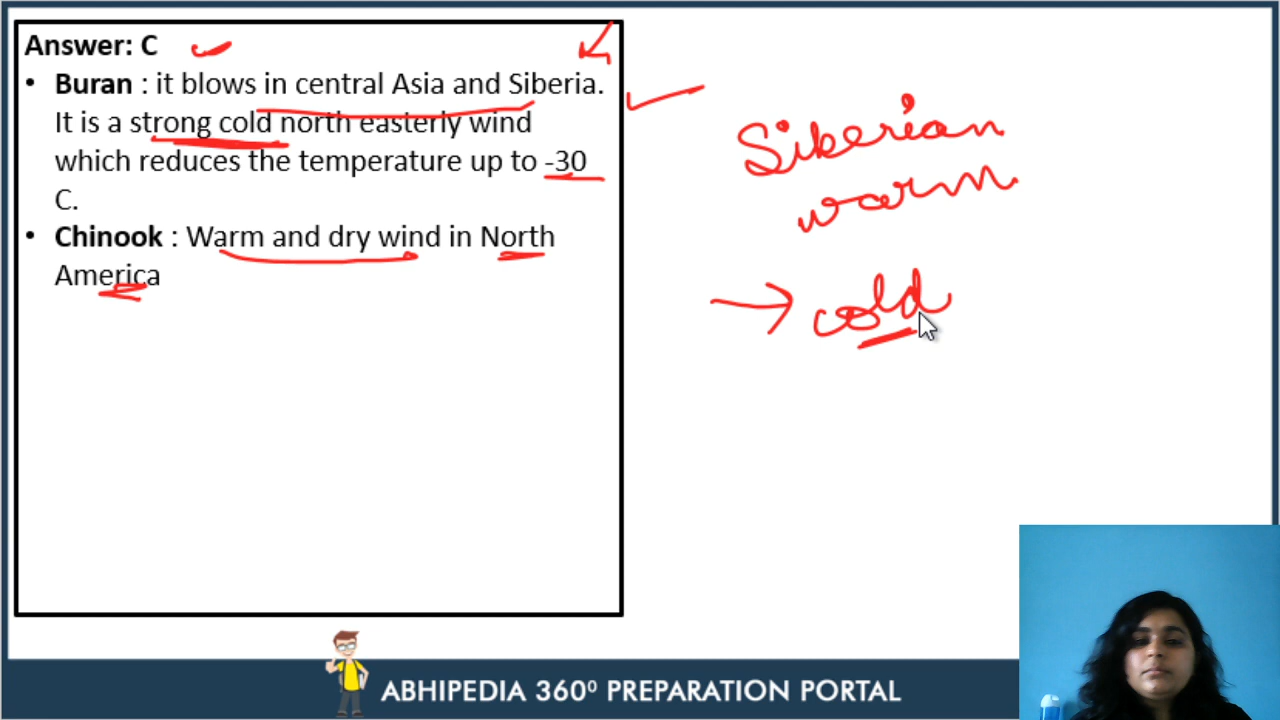 Answer: C
• Buran : it blows in central Asia and Siberia.
It is a strong cold north easterly wind
which reduces the temperature up to -30
C.
• Chinook : Warm and dry wind in North
America
Siberian
warm
cold
ABHIPEDIA 360⁰ PREPARATION PORTAL